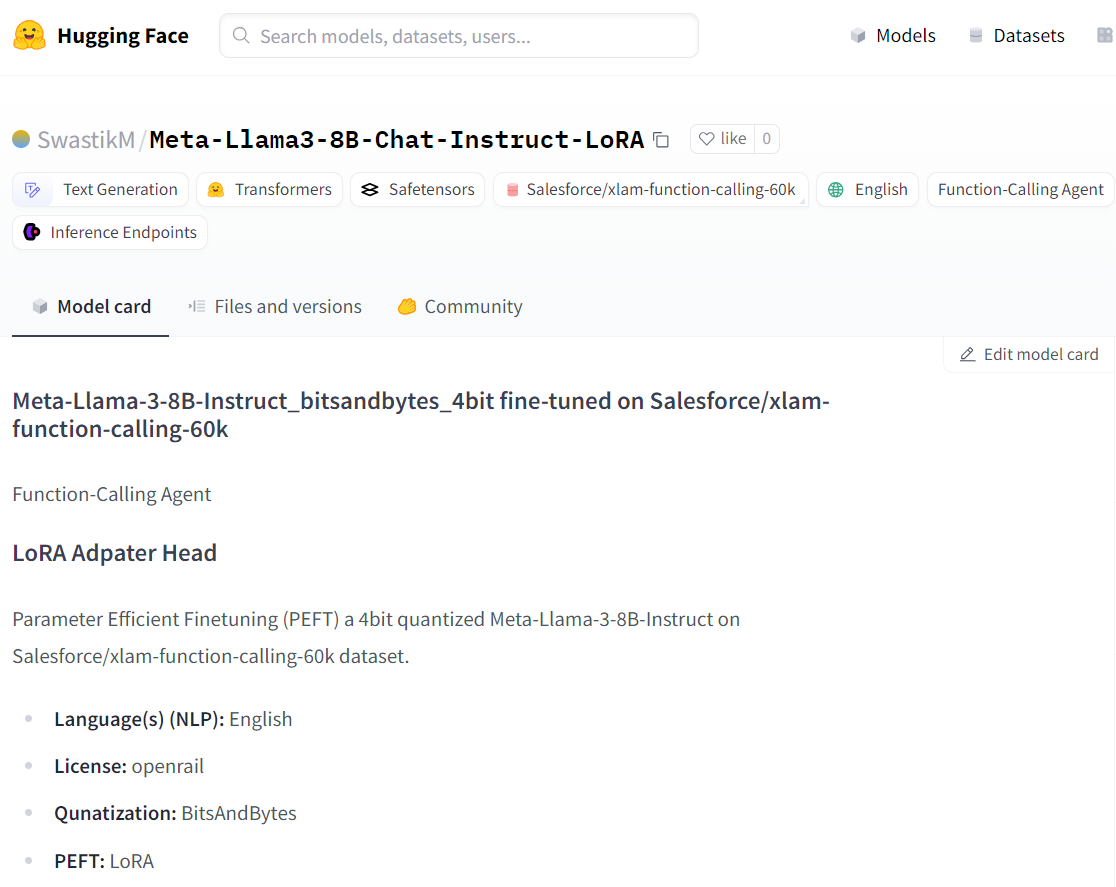 Hugging Face
Search models, datasets, users...
Models
Datasets
SwastikM/Meta-Llama3-8B-Chat-Instruct-LoRA
like 0
Text Generation
Transformers
Safetensors
Salesforce/xlam-function-calling-60k
English
Function-Calling Agent
Inference Endpoints
Model card
Files and versions
Community
Edit model card
Meta-Llama-3-8B-Instruct_bitsandbytes_4bit fine-tuned on Salesforce/xlam-
function-calling-60k
Function-Calling Agent
LoRA Adpater Head
Parameter Efficient Finetuning (PEFT) a 4bit quantized Meta-Llama-3-8B-Instruct on
Salesforce/xlam-function-calling-60k dataset.
Language(s) (NLP): English
License: openrail
Qunatization: BitsAndBytes
PEFT: LoRA